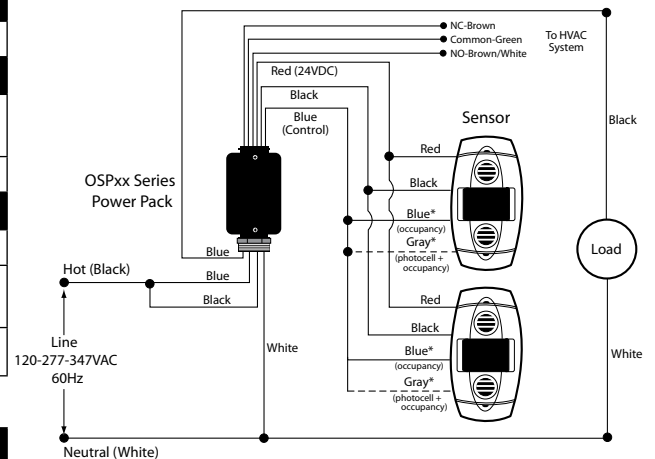 NC-Brown
Common-Green
NO-Brown/White
To HVAC
System
Red (24VDC)
Black
Blue
(Control)
Sensor
Black
OSPxx Series
Power Pack
Red
Black
Blue*
(occupancy)
Gray*
(photocell +
occupancy)
Load
Blue
Hot (Black)
Blue
Black
Line
120-277-347VAC
60Hz
White
Red
Black
Blue*
(occupancy)
Gray*
(photocell +
occupancy)
White
Neutral (White)